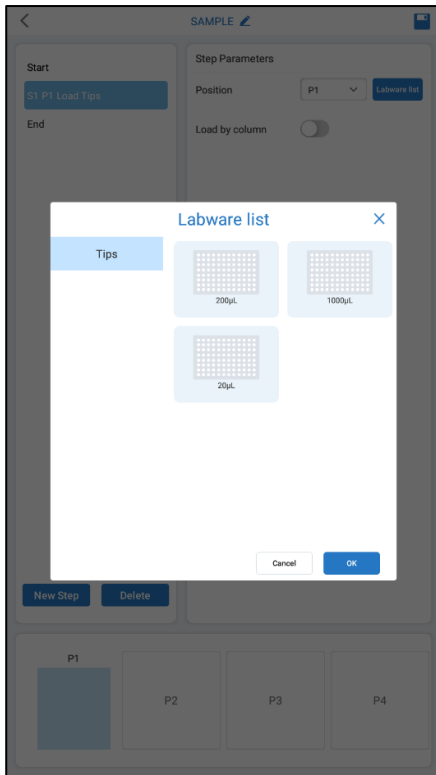 SAMPLE
Start
S1 P1 Load Tips
End
Step Parameters
Position
P1
Labware list
Load by column
Labware list
Tips
200μL
1000μL
20μL
Cancel
OK
New Step
Delete
P1
P2
P3
P4